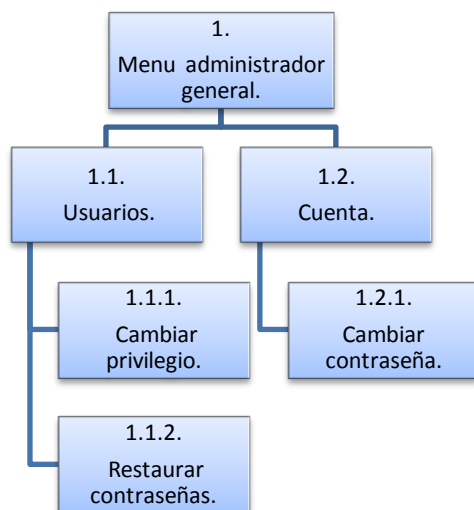 1.
Menu administrador
general.
1.1.
Usuarios.
1.2.
Cuenta.
1.1.1.
Cambiar
privilegio.
1.2.1.
Cambiar
contraseña.
1.1.2.
Restaurar
contraseñas.